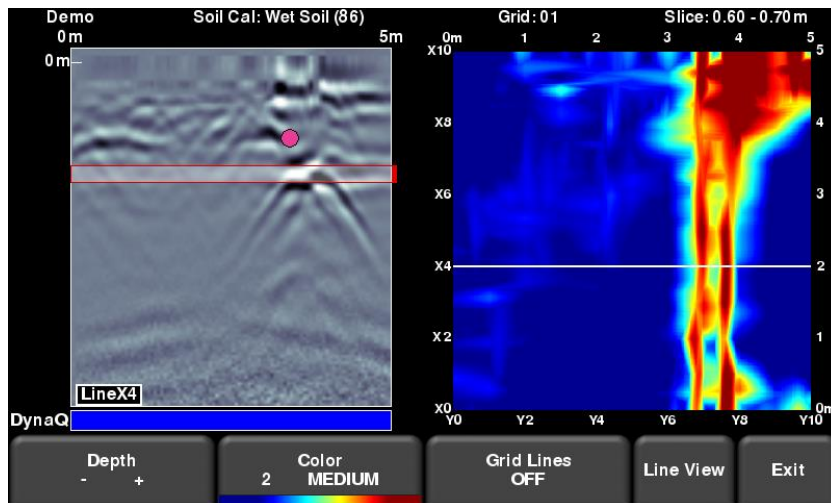 Demo Soil Cal: Wet Soil (86) Grid: 01 Slice: 0.60 - 0.70 m
0 m 5m 0m 1 2 3 4 5
0 m X10 5
X8 4
X6 3
X4 2
X2 1
LineX4
X0 0m
DynaQ Y0 Y2 Y4 Y6 Y8 Y10
Depth Color Grid Lines Line View Exit
- + 2 MEDIUM OFF